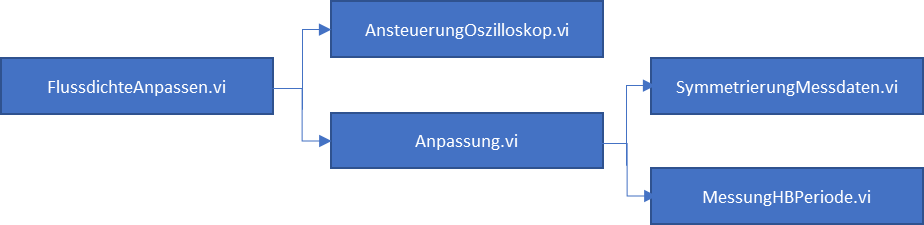 AnsteuerungOszilloskop.vi
FlussdichteAnpassen.vi
SymmetrierungMessdaten.vi
Anpassung.vi
MessungHBPeriode.vi